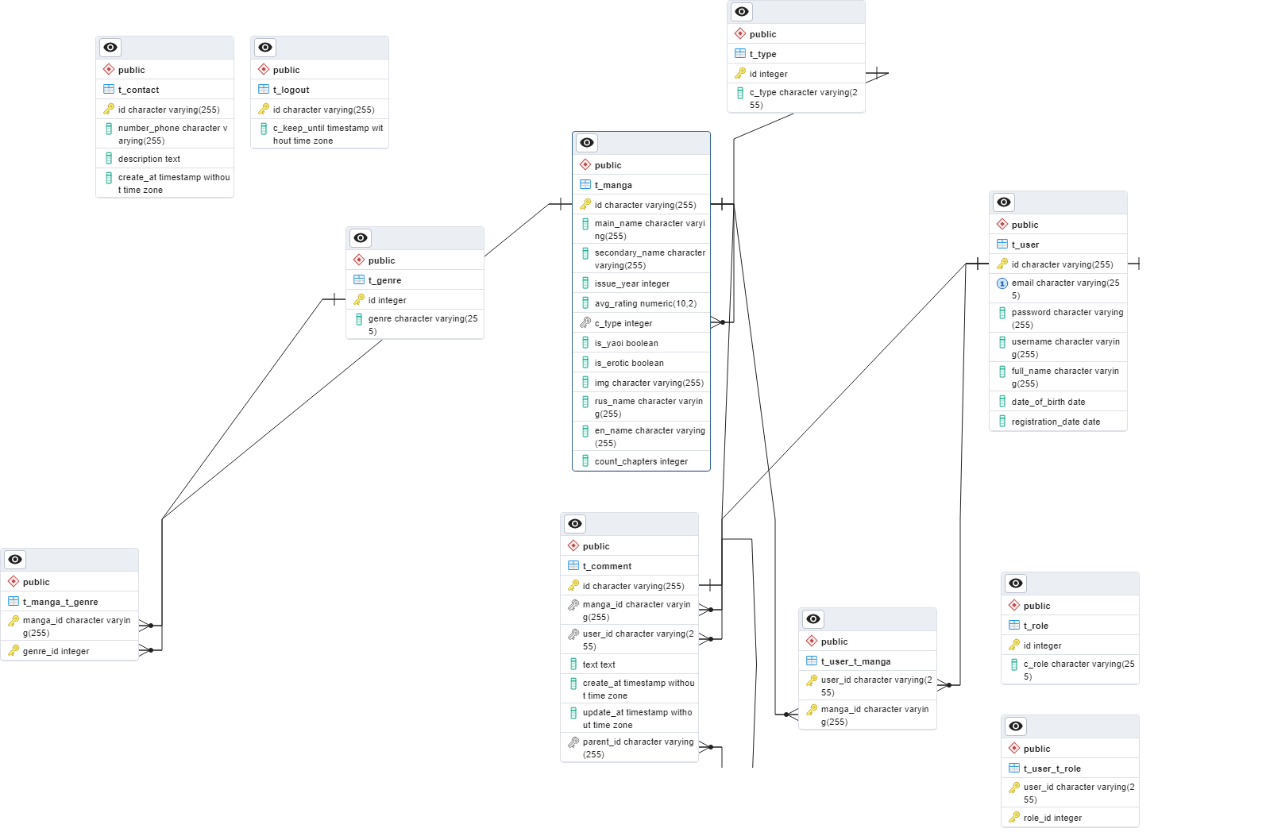 public
t_type
id integer
c_type character varying(2
55)
public
t_contact
id character varying(255)
number_phone character v
arying(255)
description text
create_at timestamp withou
t time zone
public
t_logout
id character varying(255)
c_keep_until timestamp wit
hout time zone
public
t_manga
id character varying(255)
main_name character varyi
ng(255)
secondary_name character
varying(255)
issue_year integer
avg_rating numeric(10,2)
c_type integer
is_yaoi boolean
is_erotic boolean
img character varying(255)
rus_name character varyin
g(255)
en_name character varying
(255)
count_chapters integer
public
t_user
id character varying(255)
1
email character varying(25
5)
password character varying
(255)
username character varyin
g(255)
full_name character varyin
g(255)
date_of_birth date
registration_date date
public
t_genre
id integer
genre character varying(25
5)
public
t_manga_t_genre
manga_id character varyin
g(255)
genre_id integer
public
t_comment
id character varying(255)
manga_id character varyin
g(255)
user_id character varying(2
55)
text text
create_at timestamp withou
t time zone
update_at timestamp witho
ut time zone
parent_id character varying
(255)
public
t_user_t_manga
user_id character varying(2
55)
manga_id character varyin
g(255)
public
t_role
id integer
c_role character varying(25
5)
public
t_user_t_role
user_id character varying(2
55)
role_id integer